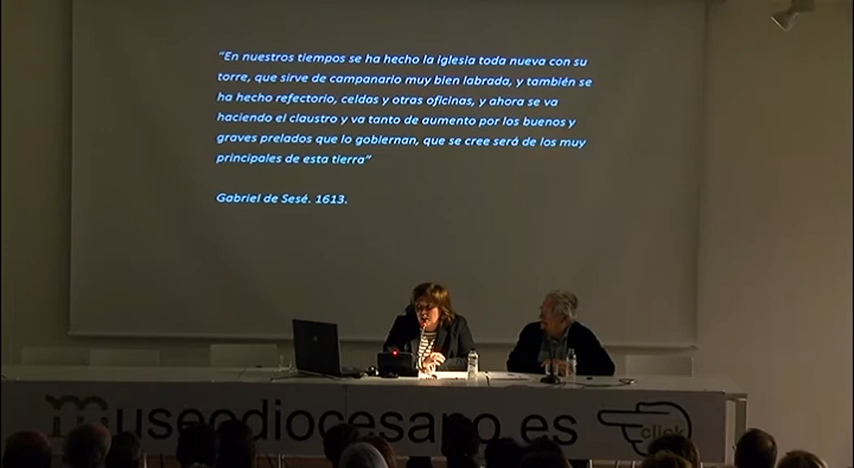 “En nuestros tiempos se ha hecho la iglesia toda nueva con su
torre, que sirve de campanario muy bien labrada, y también se
ha hecho refectorio, celdas y otras oficinas, y ahora se va
haciendo el claustro y va tanto de aumento por los buenos y
graves prelados que lo gobiernan, que se cree será de los muy
principales de esta tierra”
Gabriel de Sesé. 1613.
museodiocesano.es
click